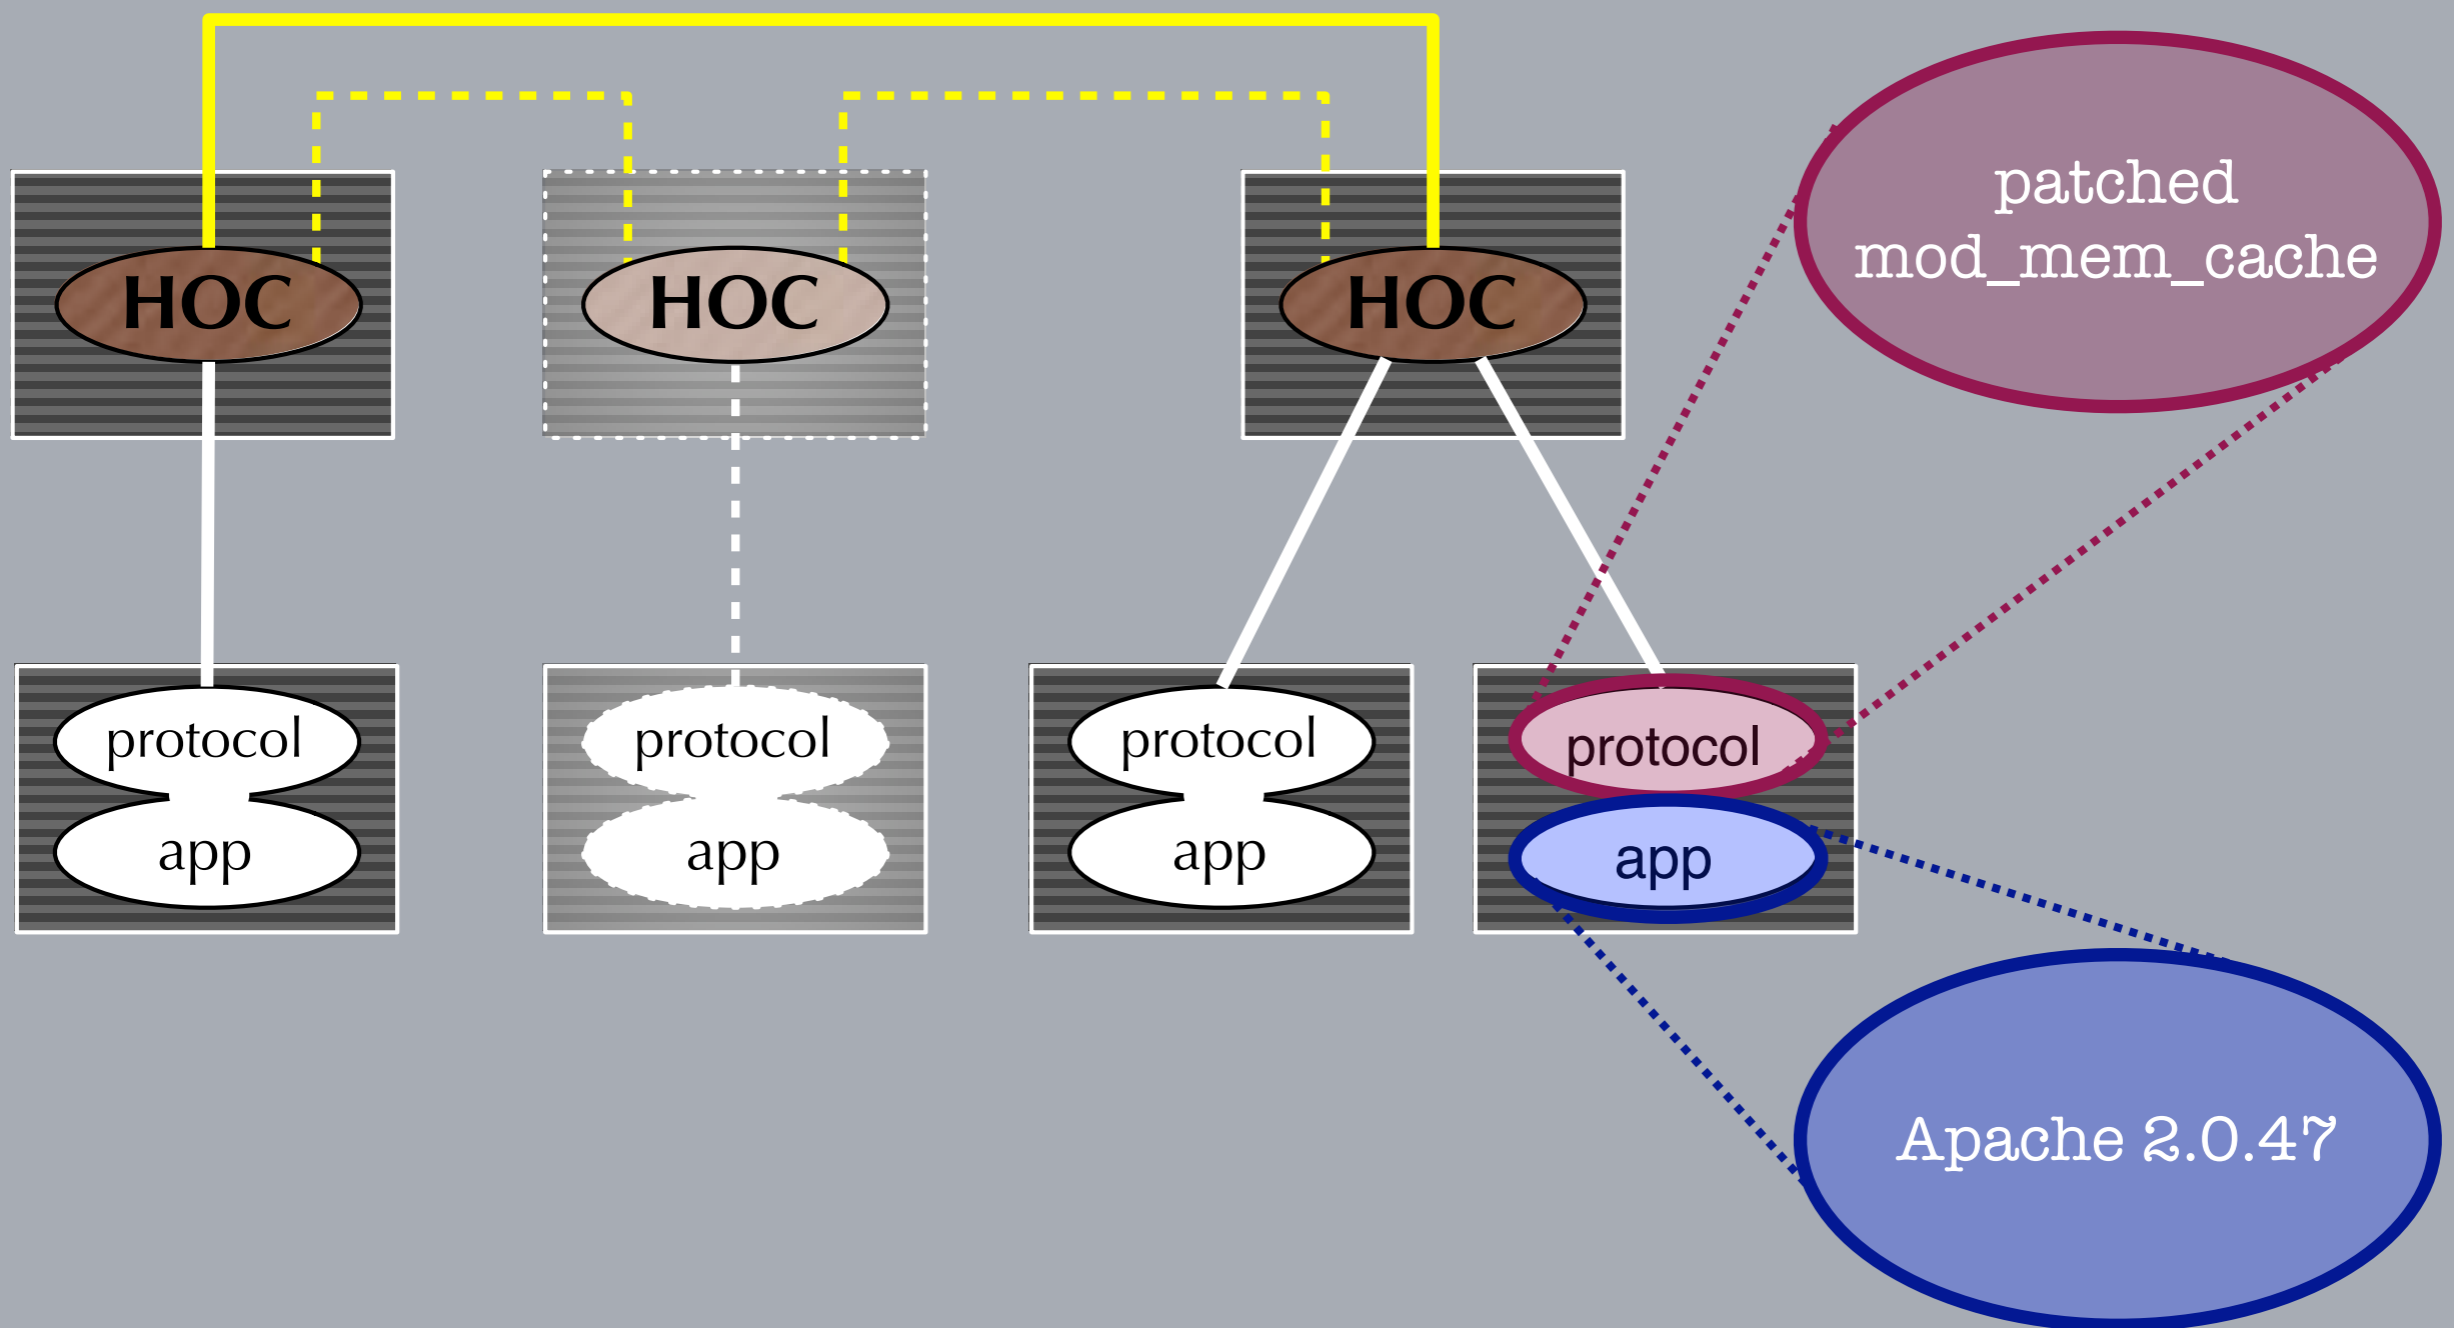 patched
mod_mem_cache
HOC
HOC
HOC
protocol
protocol
protocol
protocol
app
app
app
app
Apache 2.0.47